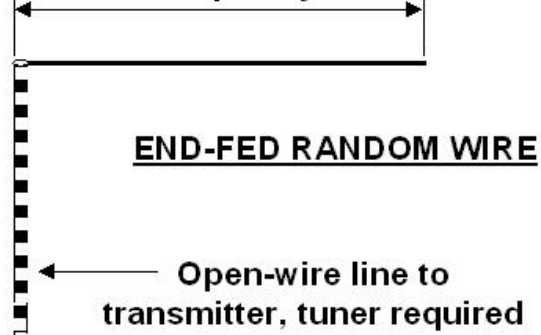 END-FED RANDOM WIRE
Open-wire line to
transmitter, tuner required